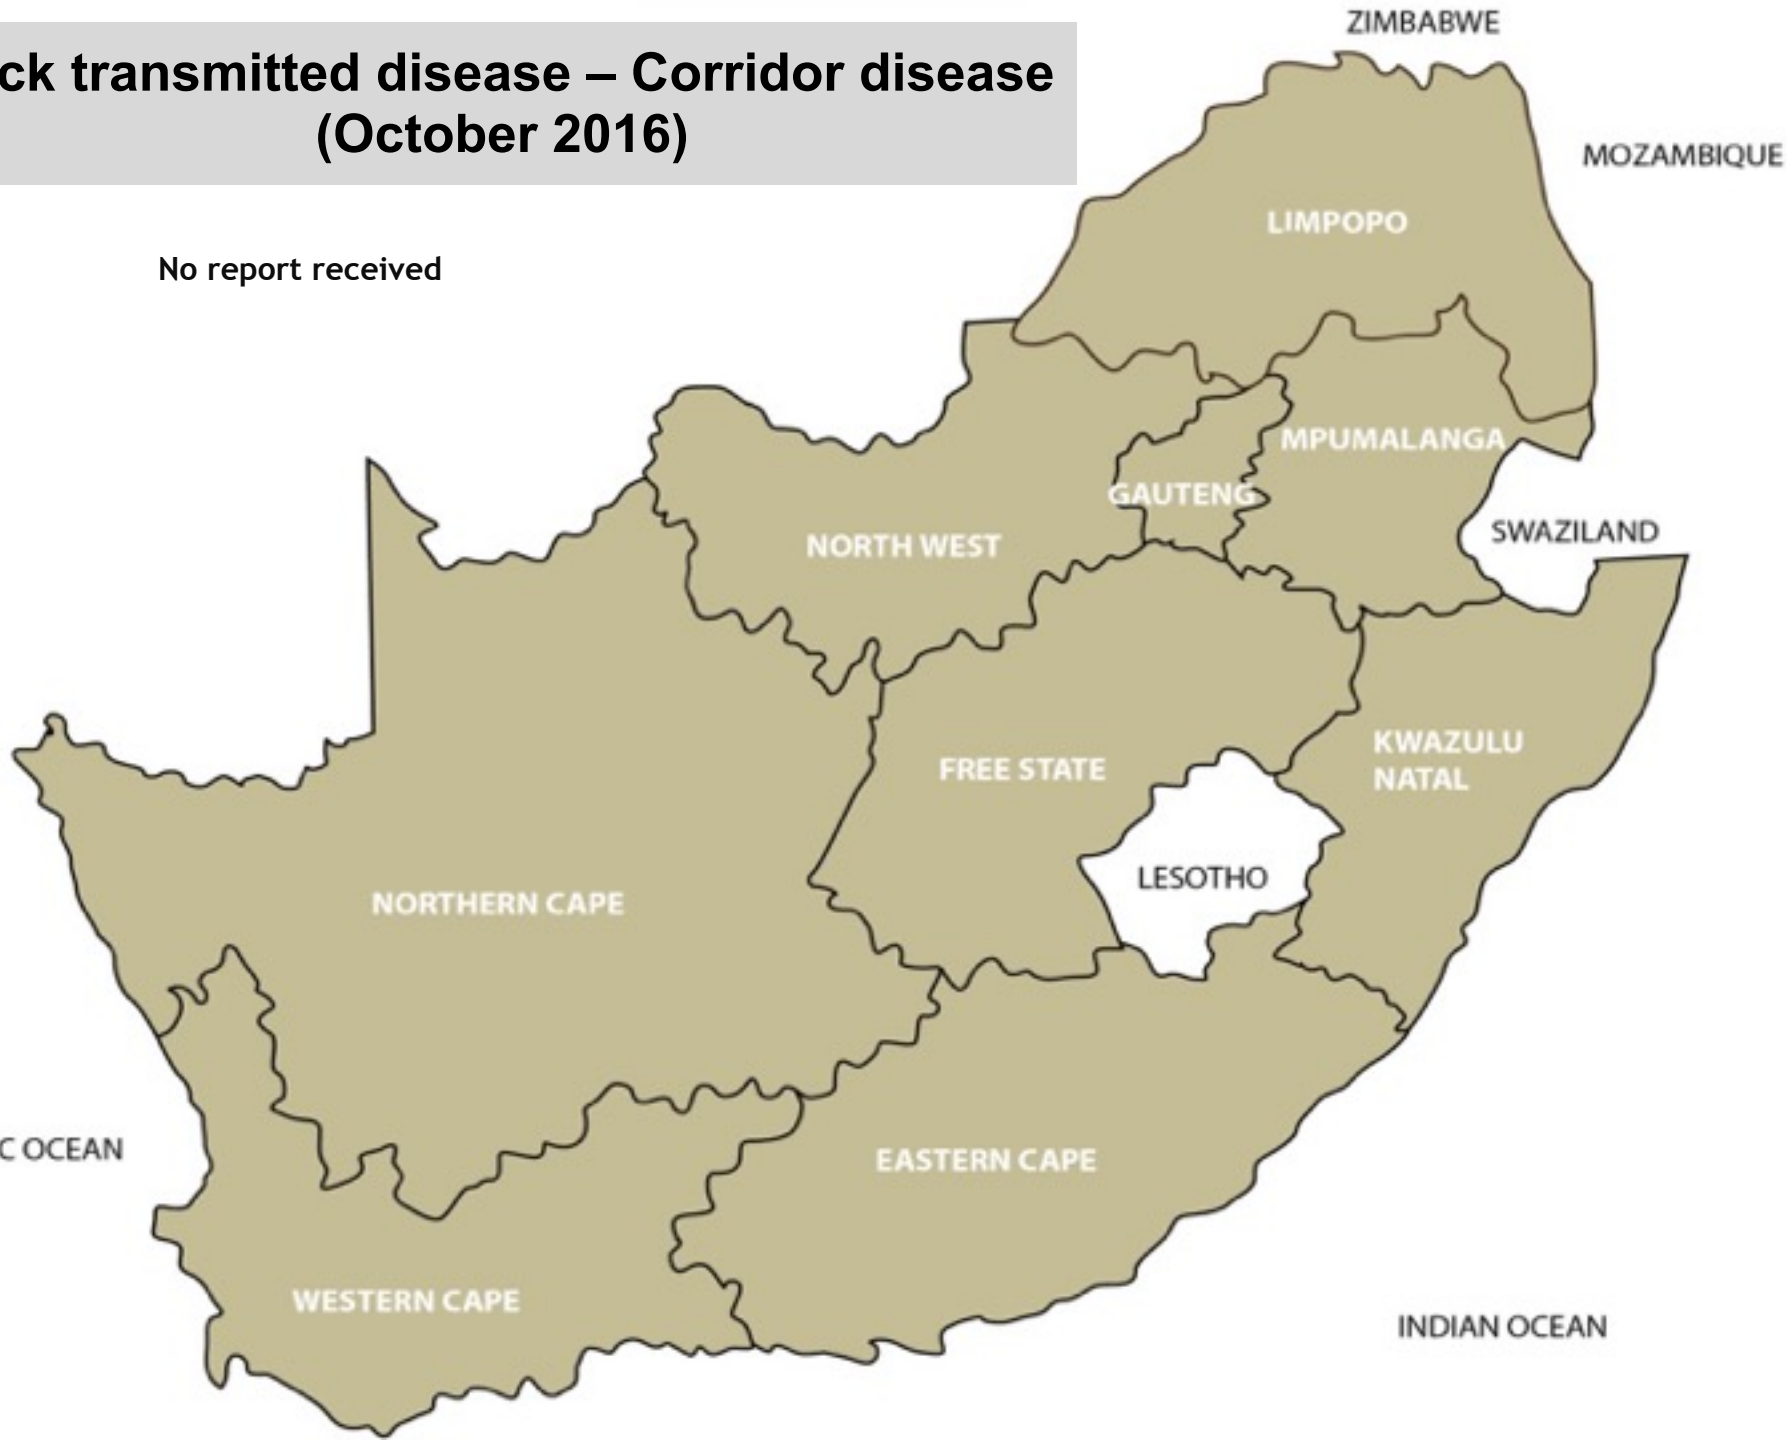 ck transmitted disease – Corridor disease
(October 2016)
ZIMBABWE
MOZAMBIQUE
LIMPOPO
No report received
MPUMALANGA
GAUTENG
SWAZILAND
NORTH WEST
KWAZULU
NATAL
FREE STATE
LESOTHO
NORTHERN CAPE
C OCEAN
EASTERN CAPE
WESTERN CAPE
INDIAN OCEAN